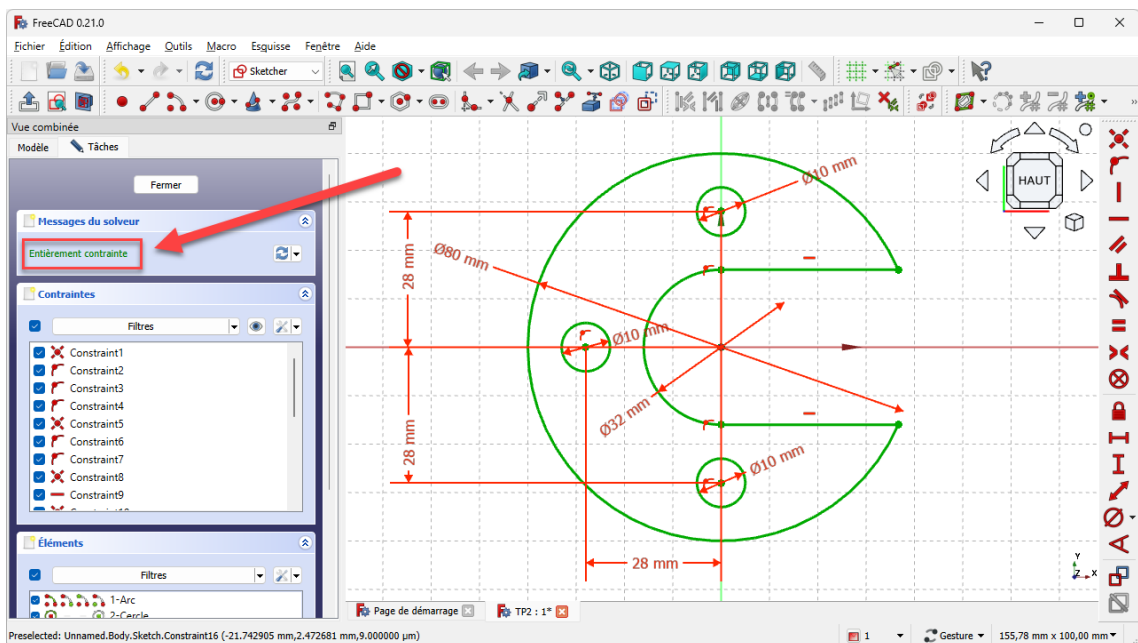 FreeCAD 0.21.0
Fichier Édition Affichage Outils Macro Esquisse Fenêtre Aide
Sketcher
Vue combinée
Modèle Tâches
Fermer
Messages du solveur
Entièrement contrainte
Contraintes
Filtres
Constraint1
Constraint2
Constraint3
Constraint4
Constraint5
Constraint6
Constraint7
Constraint8
Constraint9
Éléments
Filtres
1-Arc
2-Cercle
Ø10 mm
HAUT
Ø80 mm
28 mm
Ø10 mm
Ø32 mm
28 mm
Ø10 mm
28 mm
Y
Z X
Page de démarrage TP2 : 1*
Preselected: Unnamed.Body.Sketch.Constraint16 (-21.742905 mm,2.472681 mm,9.000000 µm)
1 Gesture 155,78 mm x 100,00 mm